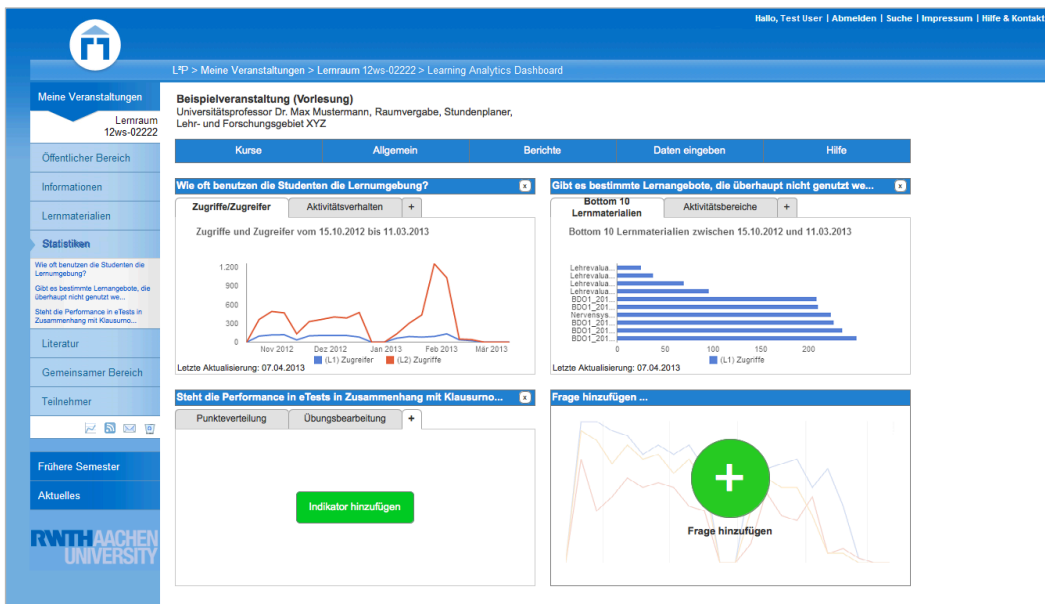 Hallo, Test User | Abmelden | Suche | Impressum | Hilfe & Kontakt
L²P > Meine Veranstaltungen > Lernraum 12ws-02222 > Learning Analytics Dashboard
Meine Veranstaltungen
Lernraum
12ws-02222
Öffentlicher Bereich
Informationen
Lernmaterialien
Statistiken
Wie oft benutzen die Studenten die
Lernumgebung?
Gibt es bestimmte Lernangebote, die
überhaupt nicht genutzt we...
Steht die Performance in eTests in
Zusammenhang mit Klausurno...
Literatur
Gemeinsamer Bereich
Teilnehmer
Frühere Semester
Aktuelles
RWTH AACHEN
UNIVERSITY
Beispielveranstaltung (Vorlesung)
Universitätsprofessor Dr. Max Mustermann, Raumvergabe, Stundenplaner,
Lehr- und Forschungsgebiet XYZ
Kurse Allgemein Berichte Daten eingeben Hilfe
Wie oft benutzen die Studenten die Lernumgebung? x
Zugriffe/Zugreifer Aktivitätsverhalten +
Zugriffe und Zugreifer vom 15.10.2012 bis 11.03.2013
1.200
900
600
300
0
Nov 2012 Dez 2012 Jan 2013 Feb 2013 Mär 2013
(L1) Zugreifer (L2) Zugriffe
Letzte Aktualisierung: 07.04.2013
Gibt es bestimmte Lernangebote, die überhaupt nicht genutzt we... x
Bottom 10
Lernmaterialien
Aktivitätsbereiche +
Bottom 10 Lernmaterialien zwischen 15.10.2012 und 11.03.2013
Lehrevalua...
Lehrevalua...
Lehrevalua...
Lehrevalua...
BDO1_201...
BDO1_201...
Nervensys...
BDO1_201...
BDO1_201...
BDO1_201...
0 50 100 150 200
(L1) Zugriffe
Letzte Aktualisierung: 07.04.2013
Steht die Performance in eTests in Zusammenhang mit Klausurno... x
Punkteverteilung Übungsbearbeitung +
Indikator hinzufügen
Frage hinzufügen ...
+
Frage hinzufügen